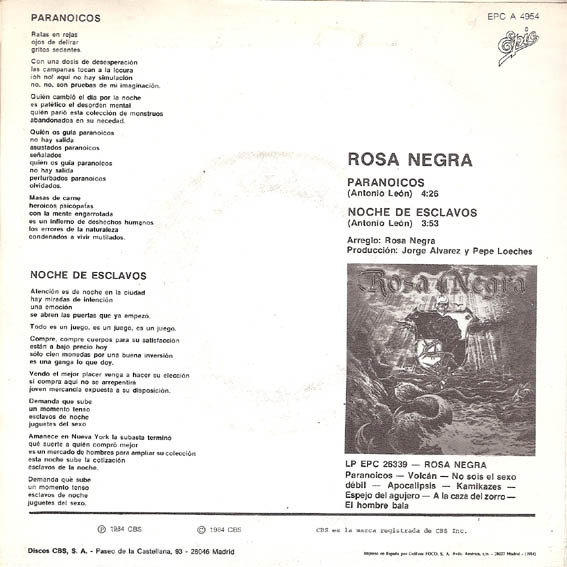 PARANOICOS
Ratas en rejas
ojos de delirar
gritos sedantes.
Con una dosis de desesperación
las campanas tocan a la locura
¡oh no! aquí no hay simulación
no, no, son pruebas de mi imaginación.
Quién cambió el día por la noche
es patético el desorden mental
quién parió esta colección de monstruos
abandonados en su necedad.
Quién os guía paranoicos
no hay salida
asustados paranoicos
señalados
quién os guía paranoicos
no hay salida
perturbados paranoicos
olvidados.
Masas de carne
heroicos psicópatas
con la mente engarrotada
es un infierno de deshechos humanos
los errores de la naturaleza
condenados a vivir mutilados.
NOCHE DE ESCLAVOS
Atención es de noche en la ciudad
hay miradas de intención
una emoción
se abren las puertas que ya empezó.
Todo es un juego, es un juego, es un juego.
Compre, compre cuerpos para su satisfacción
están a bajo precio hoy
sólo cien monedas por una buena inversión
es una ganga lo que doy.
Vendo el mejor placer venga a hacer su elección
si compra aquí no se arrepentirá
joven mercancía expuesta a su disposición.
Demanda que sube
un momento tenso
esclavos de noche
juguetes del sexo
Amanece en Nueva York la subasta terminó
qué suerte a quien compró mejor
es un mercado de hombres para ampliar su colección
esta noche sube la cotización
esclavos de la noche.
Demanda que sube
un momento tenso
esclavos de noche
juguetes del sexo.
EPC A 4954
Epic
ROSA NEGRA
PARANOICOS
(Antonio León) 4:26
NOCHE DE ESCLAVOS
(Antonio León) 3:53
Arreglo: Rosa Negra
Producción: Jorge Alvarez y Pepe Loeches
Rosa Negra
LP EPC 26339 — ROSA NEGRA
Paranoicos — Volcán — No sois el sexo
débil — Apocalipsis — Kamikazes —
Espejo del agujero — A la caza del zorro —
El hombre bala
Ⓟ 1984 CBS
© 1984 CBS
CBS es la marca registrada de CBS Inc.
Discos CBS, S. A. - Paseo de la Castellana, 93 - 28046 Madrid
Impreso en España por Gráficas FOCO, S. A. Avda. América, s/n. - 28027 Madrid - (1984)